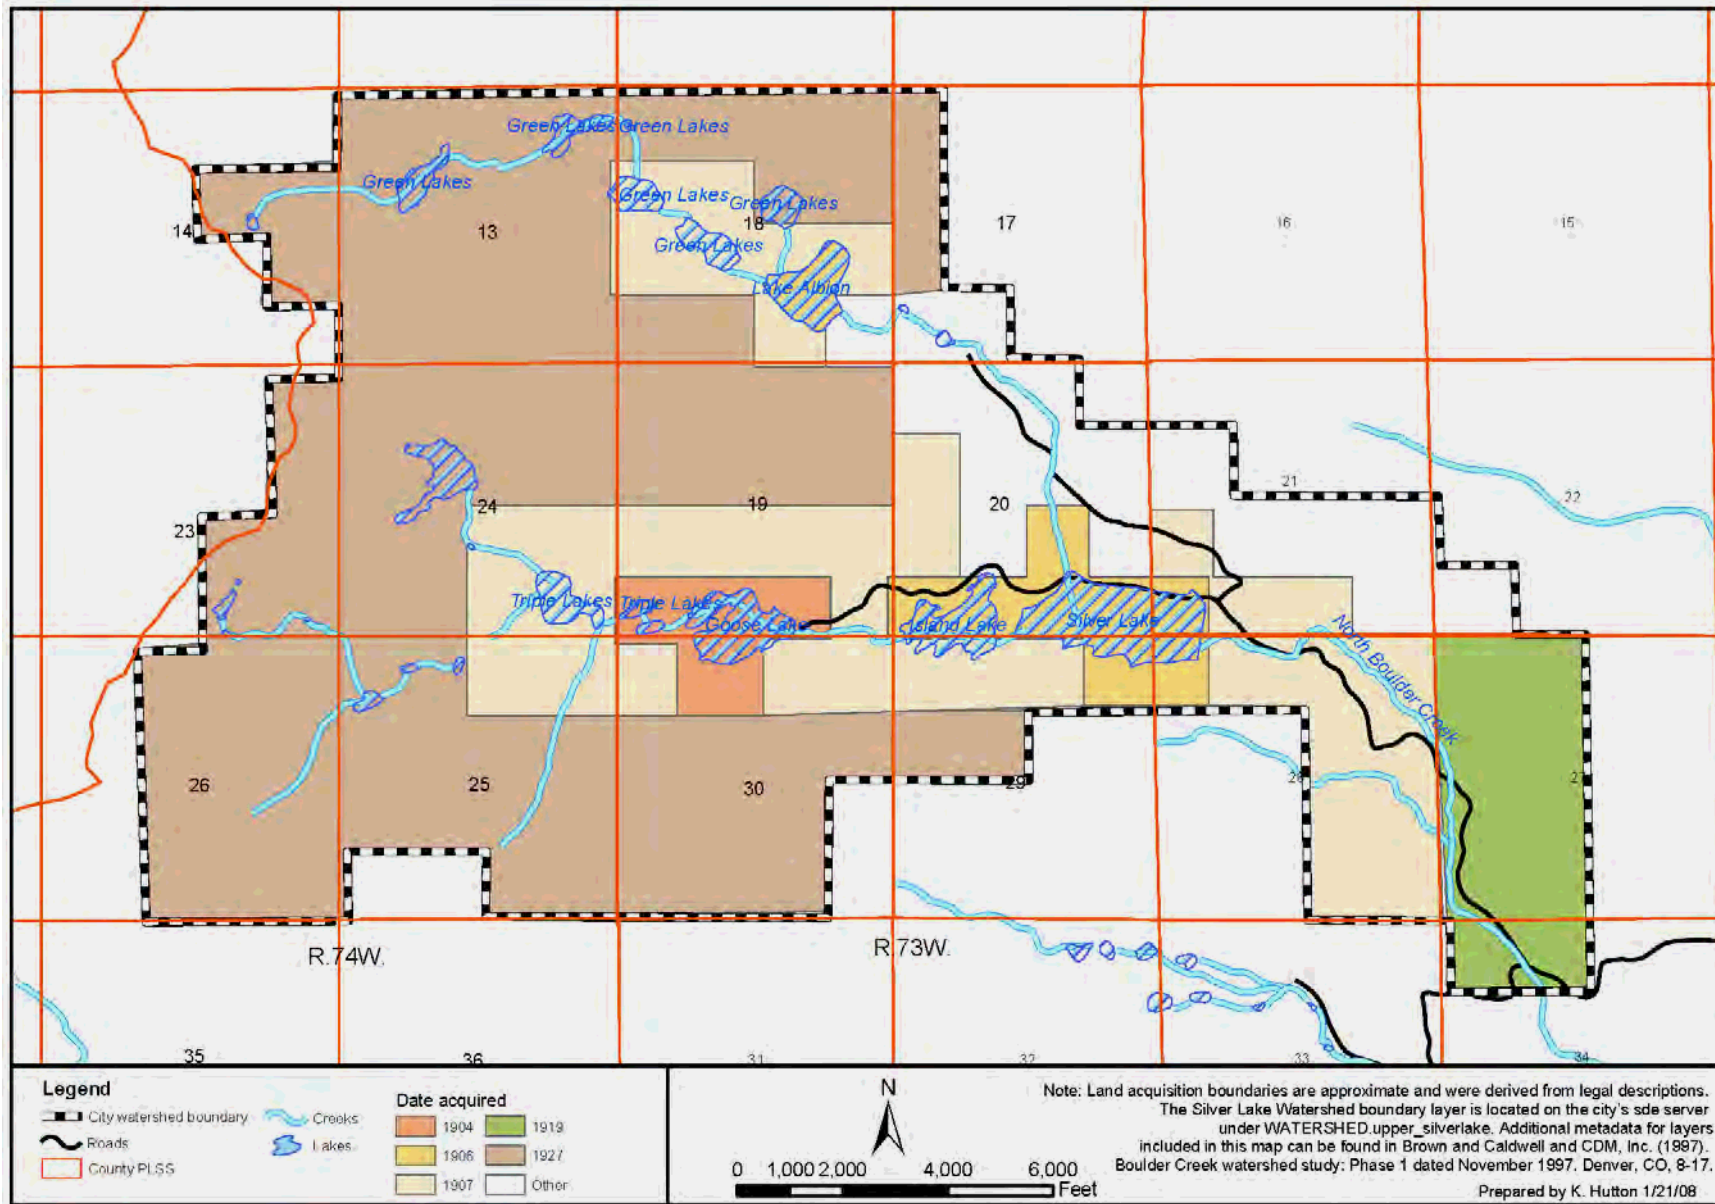 Green Lakes Green Lakes
Green Lakes
Green Lakes
Green Lakes
14
13
18
17
16
15
Green Lakes
Lake Albion
23
24
19
20
21
22
Triple Lakes
Triple Lakes
Goose Lake
Island Lake
Silver Lake
North Boulder Creek
26
25
30
29
28
27
R.74W.
R.73W.
35
36
31
32
33
34
Legend
City watershed boundary
Roads
County PLSS
Creeks
Lakes
Date acquired
1904
1906
1907
1919
1927
Other
N
0 1,000 2,000 4,000 6,000
Feet
Note: Land acquisition boundaries are approximate and were derived from legal descriptions.
The Silver Lake Watershed boundary layer is located on the city's sde server
under WATERSHED.upper_silverlake. Additional metadata for layers
included in this map can be found in Brown and Caldwell and CDM, Inc. (1997).
Boulder Creek watershed study: Phase 1 dated November 1997. Denver, CO, 8-17.
Prepared by K. Hutton 1/21/08